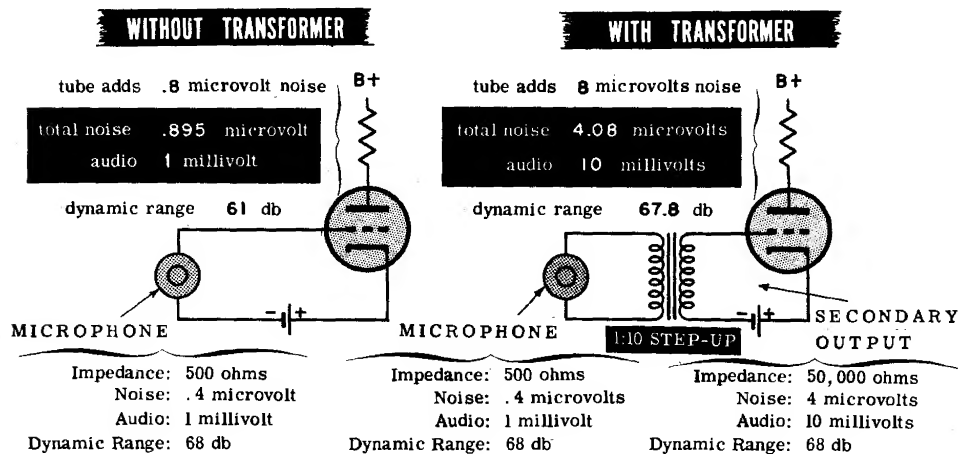 WITHOUT TRANSFORMER
tube adds .8 microvolt noise
B+
total noise .895 microvolt
audio 1 millivolt
dynamic range 61 db
- +
MICROPHONE
Impedance: 500 ohms
Noise: .4 microvolt
Audio: 1 millivolt
Dynamic Range: 68 db
WITH TRANSFORMER
tube adds 8 microvolts noise
B+
total noise 4.08 microvolts
audio 10 millivolts
dynamic range 67.8 db
- +
MICROPHONE
1:10 STEP-UP
SECONDARY
OUTPUT
Impedance: 500 ohms
Noise: .4 microvolts
Audio: 1 millivolt
Dynamic Range: 68 db
Impedance: 50,000 ohms
Noise: 4 microvolts
Audio: 10 millivolts
Dynamic Range: 68 db